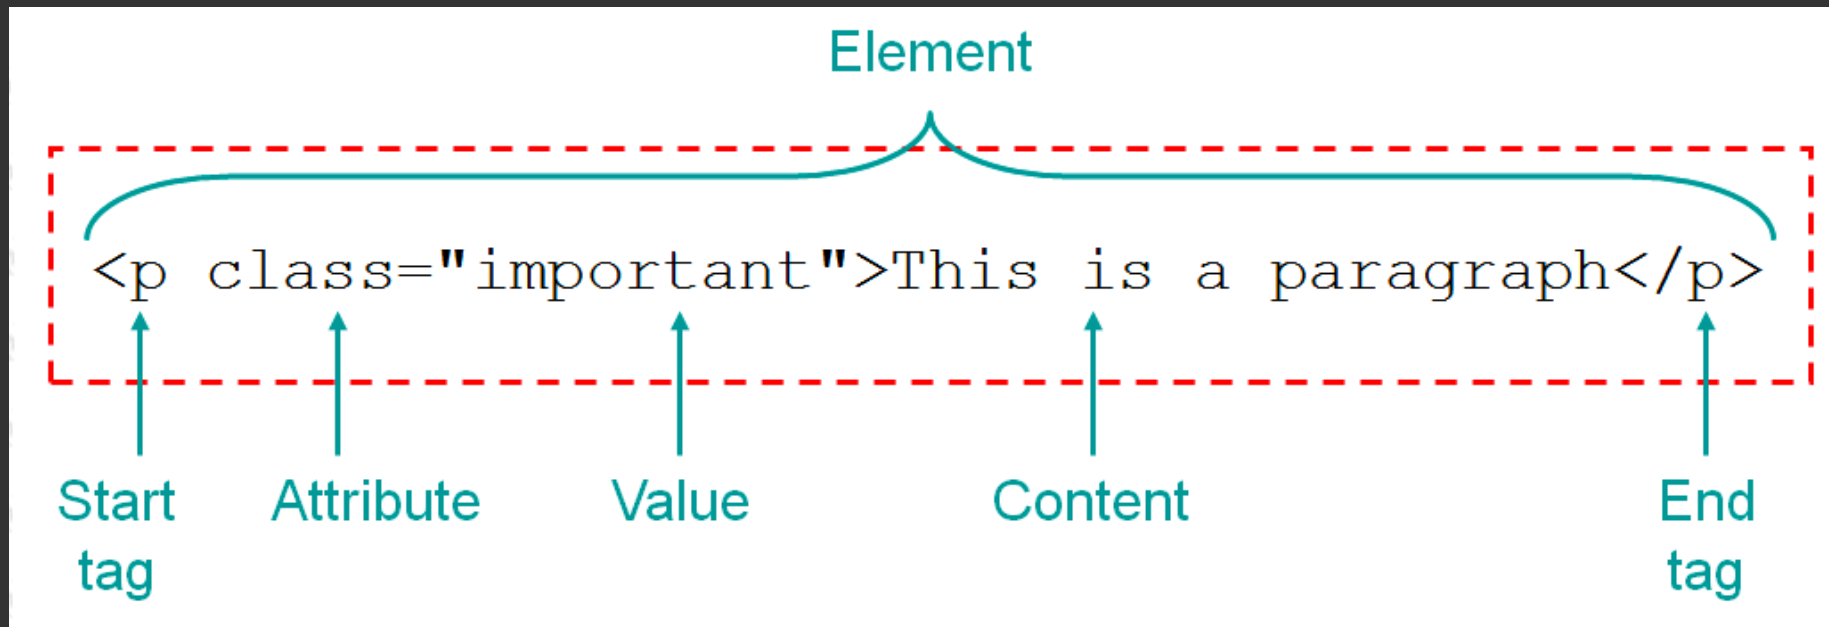 Element
<p class="important">This is a paragraph</p>
Start Attribute Value Content End
tag tag